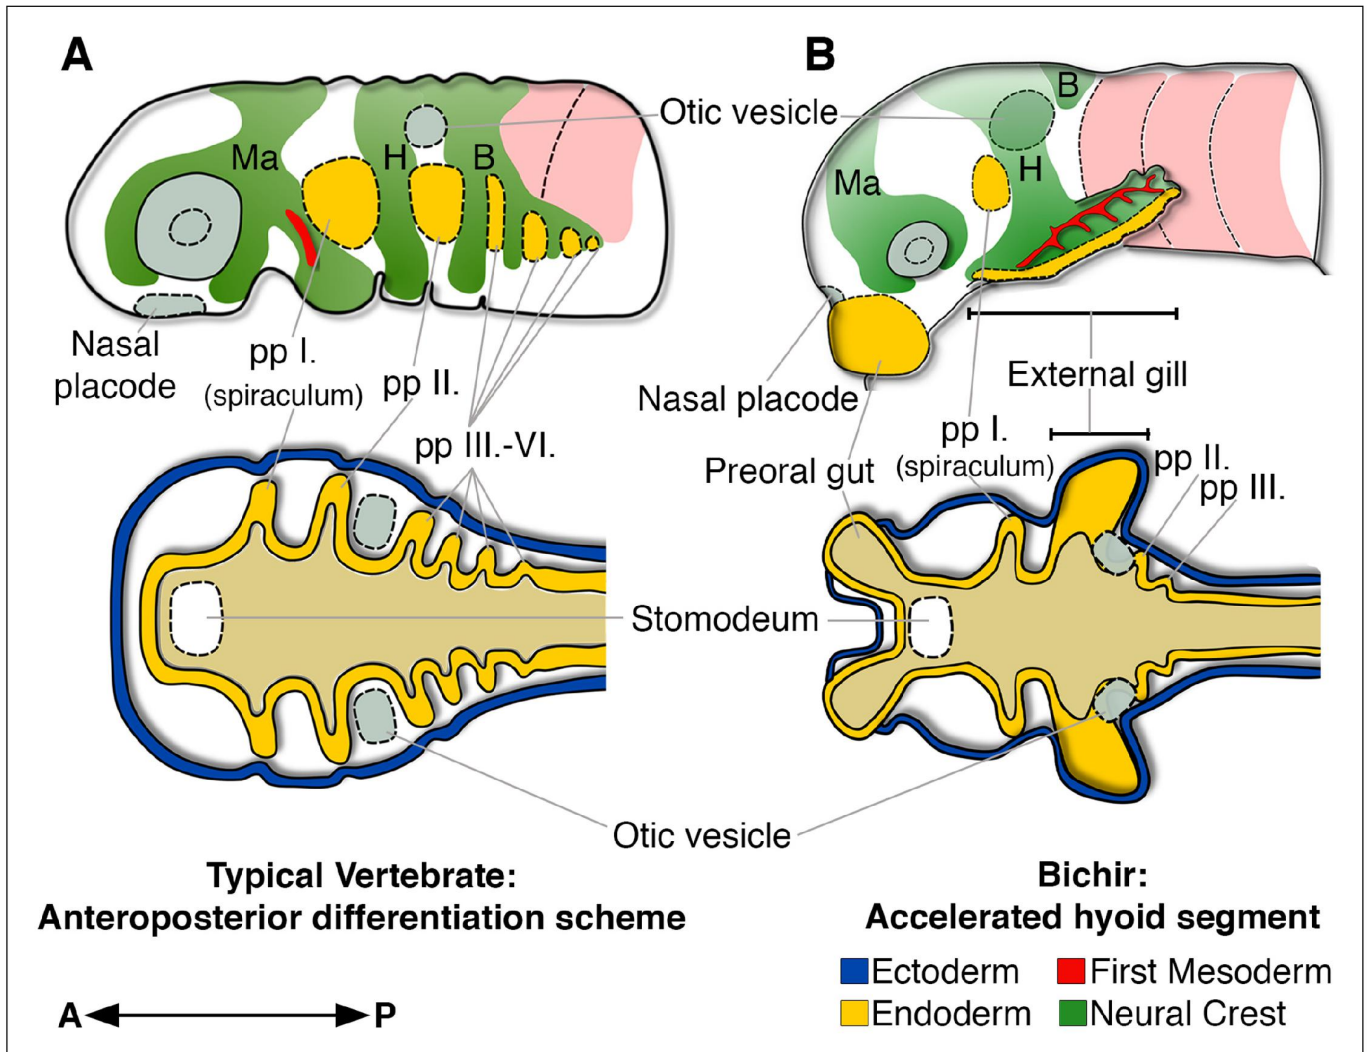 A
B
B
Otic vesicle
Ma
H
B
H
Ma
Nasal
placode
pp I.
(spiraculum)
pp II.
External gill
Nasal placode
pp III.-VI.
pp I.
(spiraculum)
Preoral gut
pp II.
pp III.
Stomodeum
Otic vesicle
Typical Vertebrate:
Anteroposterior differentiation scheme
Bichir:
Accelerated hyoid segment
Ectoderm
First Mesoderm
Endoderm
Neural Crest
A
P